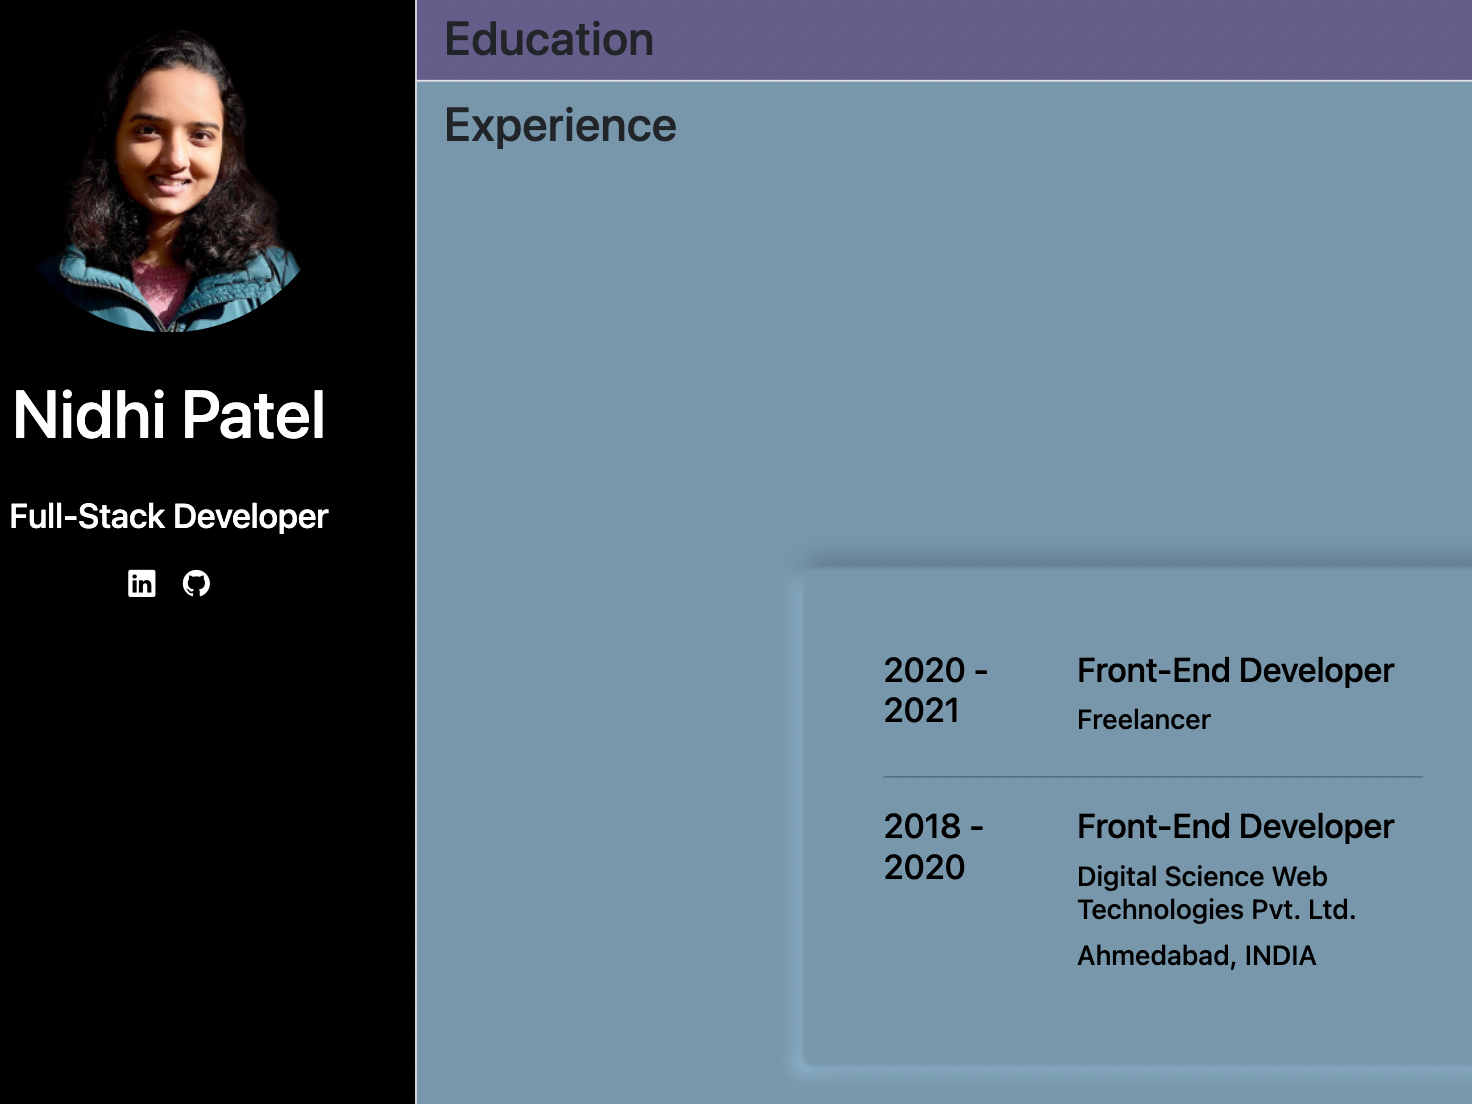 Nidhi Patel
Full-Stack Developer
in
Education
Experience
2020 -
2021
Front-End Developer
Freelancer
2018 -
2020
Front-End Developer
Digital Science Web
Technologies Pvt. Ltd.
Ahmedabad, INDIA